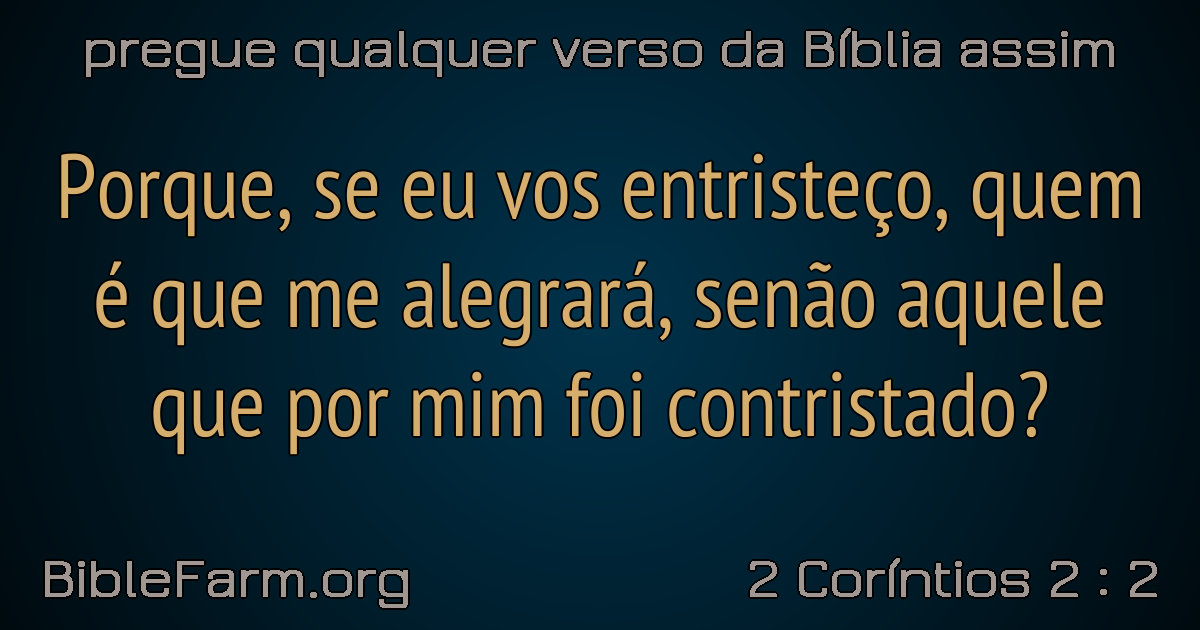 pregue qualquer verso da Bíblia assim
Porque, se eu vos entristeço, quem
é que me alegrará, senão aquele
que por mim foi contristado?
BibleFarm.org
2 Coríntios 2 : 2